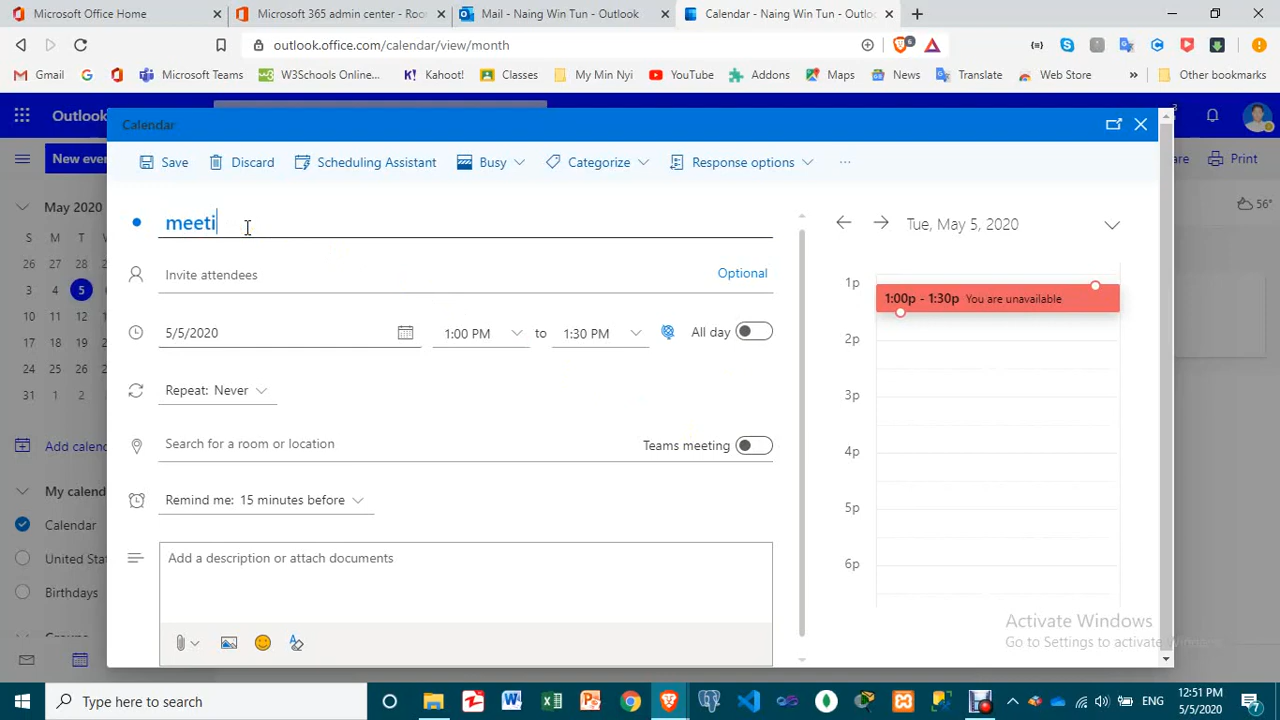 Microsoft Office Home
Microsoft 365 admin center - Roo
Mail - Naing Win Tun - Outlook
Calendar - Naing Win Tun - Outlo
outlook.office.com/calendar/view/month
6
Gmail
Microsoft Teams
W3Schools Online...
Kahoot!
Classes
My Min Nyi
YouTube
Addons
Maps
News
Translate
Web Store
Other bookmarks
Outlook
3
New ever
are
Print
Calendar
Save
Discard
Scheduling Assistant
Busy
Categorize
Response options
May 2020
S M T
26 27 28
3 4 5
10 11 12
17 18 19
24 25 26
31 1 2
Add calenc
My calend
Calendar
United Stat
Birthdays
56°
meeti
Invite attendees
Optional
5/5/2020
1:00 PM
to
1:30 PM
All day
Repeat: Never
Search for a room or location
Teams meeting
Remind me: 15 minutes before
Add a description or attach documents
Tue, May 5, 2020
1p
1:00p - 1:30p You are unavailable
2p
3p
4p
5p
6p
Activate Windows
Go to Settings to activate Windows.
Type here to search
ENG
12:51 PM
5/5/2020
7